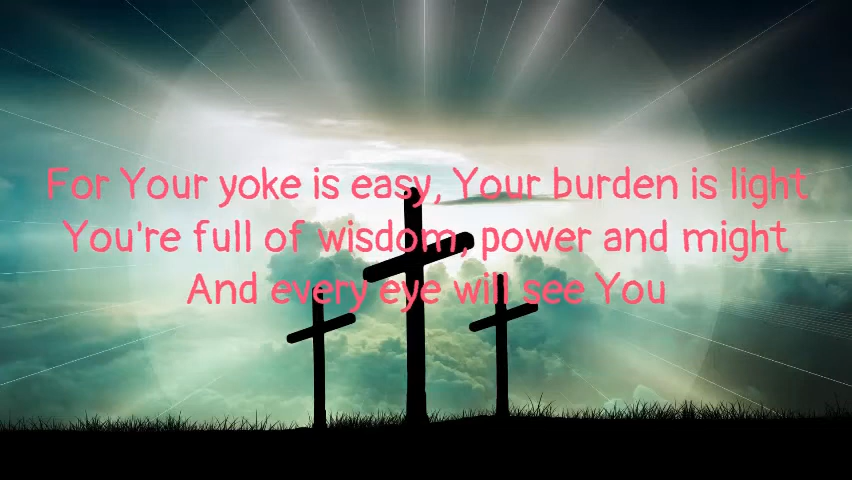 For Your yoke is easy, Your burden is light
You're full of wisdom, power and might
And every eye will see You